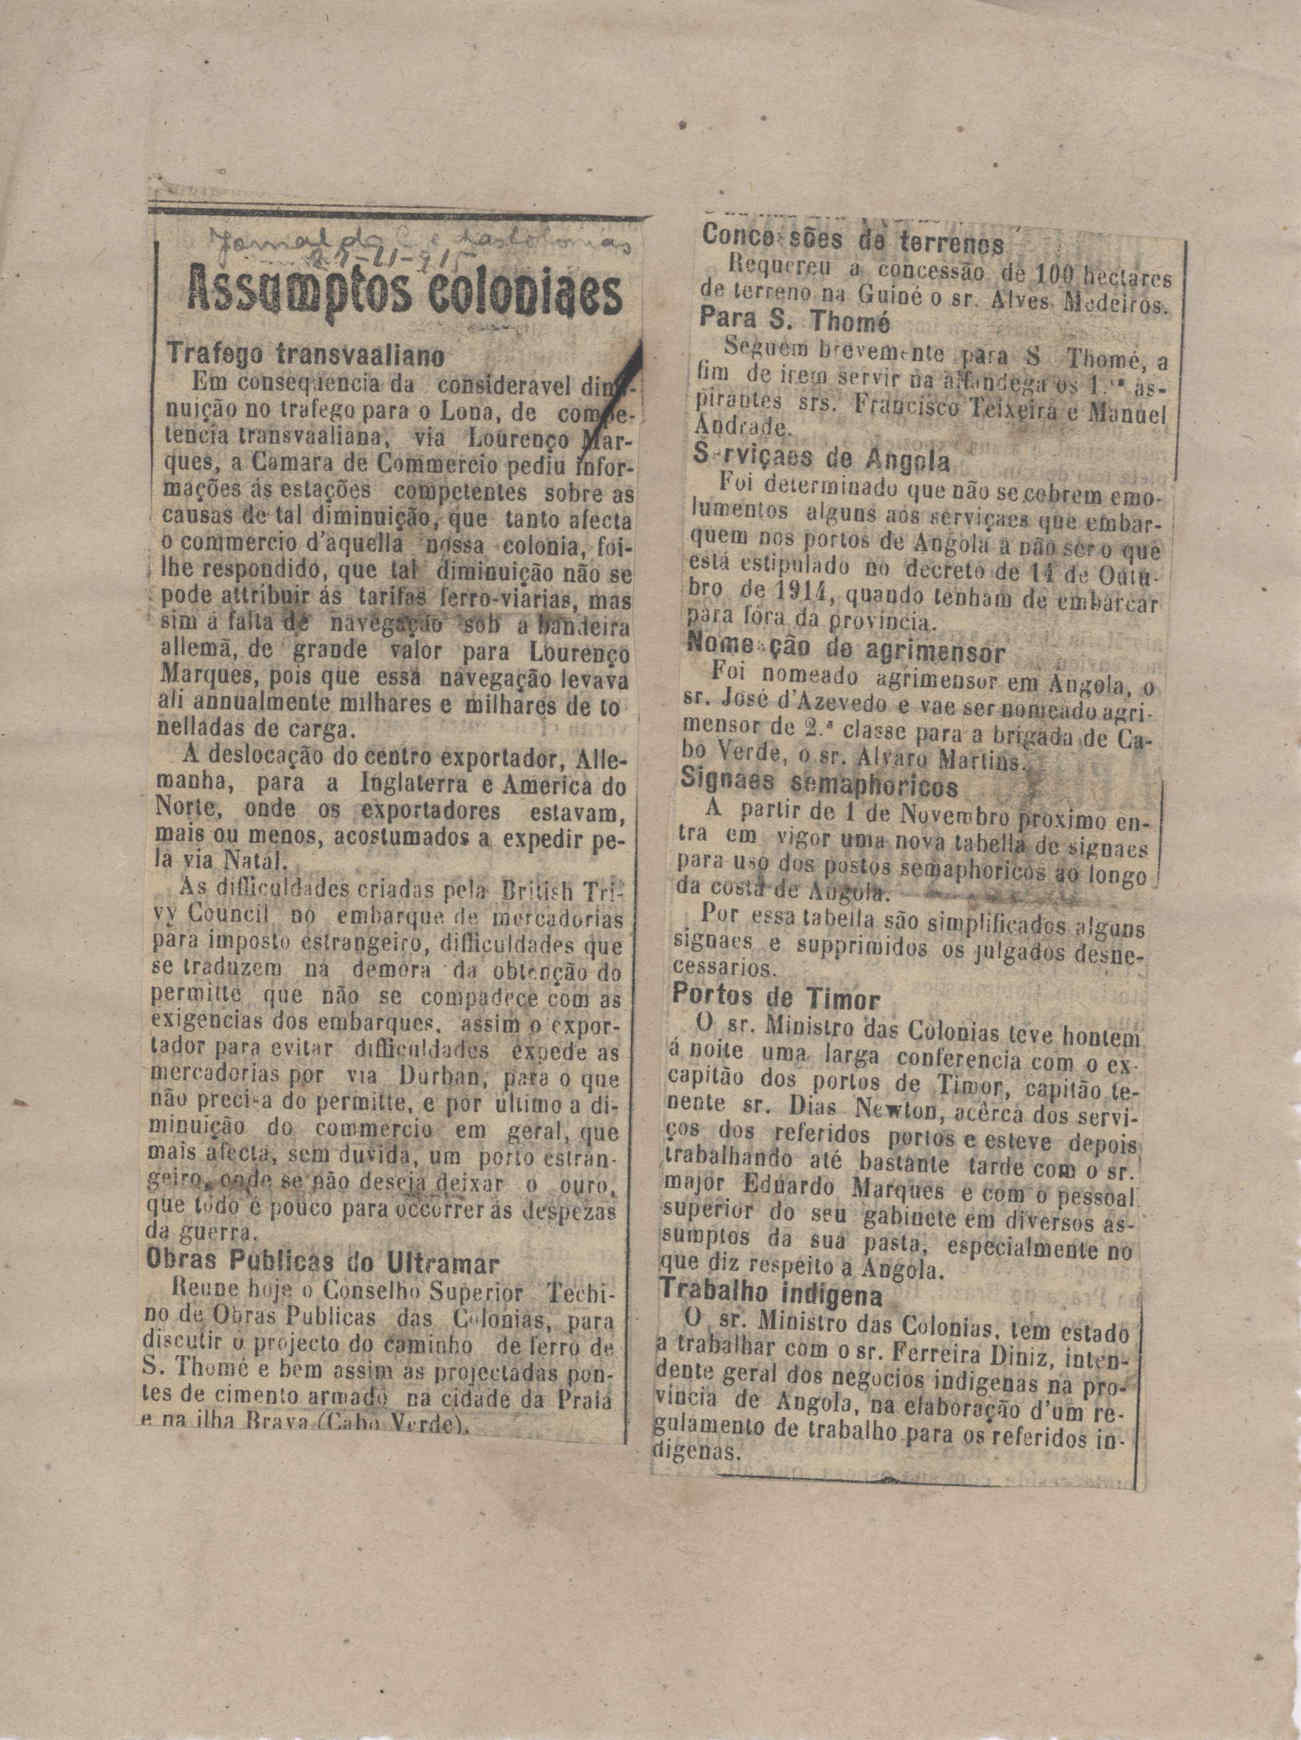 Jornal do C. e das Colonias
Assumptos coloniaes
Trafego transvaaliano
Em consequencia da consideravel dimi-
nuição no trafego para o Lona, de compe-
tencia transvaaliana, via Lourenço Mar-
ques, a Camara de Commercio pediu infor-
mações ás estações competentes sobre as
causas de tal diminuição, que tanto afecta
o commercio d'aquella nossa colonia, foi-
lhe respondido, que tal diminuição não se
pode attribuir ás tarifas ferro-viarias, mas
sim á falta de navegação sob a bandeira
allemã, de grande valor para Lourenço
Marques, pois que essa navegação levava
ali annualmente milhares e milhares de to
nelladas de carga.
A deslocação do centro exportador, Alle-
manha, para a Inglaterra e America do
Norte, onde os exportadores estavam,
mais ou menos, acostumados a expedir pe-
la via Natál.
As difficuldades criadas pela British Tri-
vy Council no embarque de mercadorias
para imposto estrangeiro, difficuldades que
se traduzem na demora da obtenção do
permitte que não se compadece com as
exigencias dos embarques, assim o expor-
tador para evitar difficuldades expede as
mercadorias por via Durban, para o que
não precisa do permitte, e por ultimo a di-
minuição do commercio em geral, que
mais afecta, sem duvida, um porto estran-
geiro, onde se não deseja deixar o ouro,
que todo é pouco para occorrer ás despezas
da guerra.
Obras Publicas do Ultramar
Reune hoje o Conselho Superior Techi-
no de Obras Publicas das Colonias, para
discutir o projecto do caminho de ferro de
S. Thomé e bem assim as projectadas pon-
tes de cimento armado na cidade da Praia
e na ilha Brava (Cabo Verde).
Concessões de terrenos
Requereu a concessão de 100 hectares
de terreno na Guiné o sr. Alves Medeiros.
Para S. Thomé
Seguem brevemente para S Thomé, a
fim de irem servir na alfandega os 1.ºs as-
pirantes srs. Francisco Teixeira e Manuel
Andrade.
Serviçaes de Angola
Foi determinado que não se cobrem emo-
lumentos alguns aos serviçaes que embar-
quem nos portos de Angola a não ser o que
está estipulado no decreto de 14 de Outu-
bro de 1914, quando tenham de embarcar
para fóra da provincia.
Nomeação de agrimensor
Foi nomeado agrimensor em Angola, o
sr. José d'Azevedo e vae ser nomeado agri-
mensor de 2.ª classe para a brigada de Ca-
bo Verde, o sr. Alvaro Martins.
Signaes semaphoricos
A partir de 1 de Novembro proximo en-
tra em vigor uma nova tabella de signaes
para uso dos postos semaphoricos ao longo
da costa de Angola.
Por essa tabella são simplificados alguns
signaes e supprimidos os julgados desne-
cessarios.
Portos de Timor
O sr. Ministro das Colonias teve hontem
á noite uma larga conferencia com o ex-
capitão dos portos de Timor, capitão te-
nente sr. Dias Newton, acêrca dos servi-
ços dos referidos portos e esteve depois
trabalhando até bastante tarde com o sr.
major Eduardo Marques e com o pessoal
superior do seu gabinete em diversos as-
sumptos da sua pasta, especialmente no
que diz respeito a Angola.
Trabalho indigena
O sr. Ministro das Colonias, tem estado
a trabalhar com o sr. Ferreira Diniz, inten-
dente geral dos negocios indigenas na pro-
vincia de Angola, na elaboração d'um re-
gulamento de trabalho para os referidos in-
digenas.